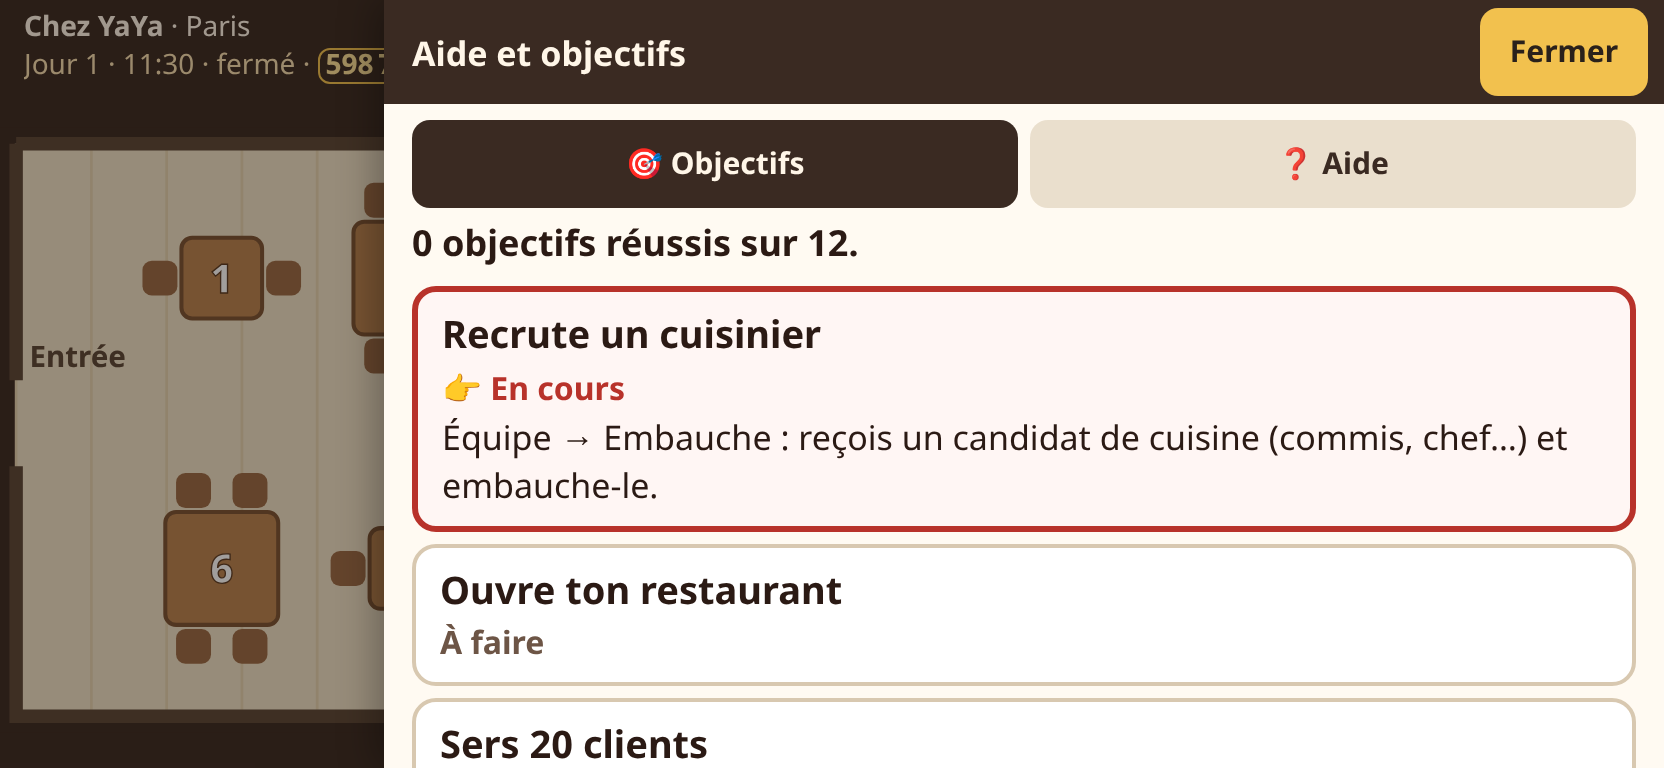 Chez YaYa · Paris
Jour 1 · 11:30 · fermé · 598
Entrée
1
6
Aide et objectifs
Fermer
🎯 Objectifs
❓ Aide
0 objectifs réussis sur 12.
Recrute un cuisinier
👉 En cours
Équipe → Embauche : reçois un candidat de cuisine (commis, chef...) et
embauche-le.
Ouvre ton restaurant
À faire
Sers 20 clients